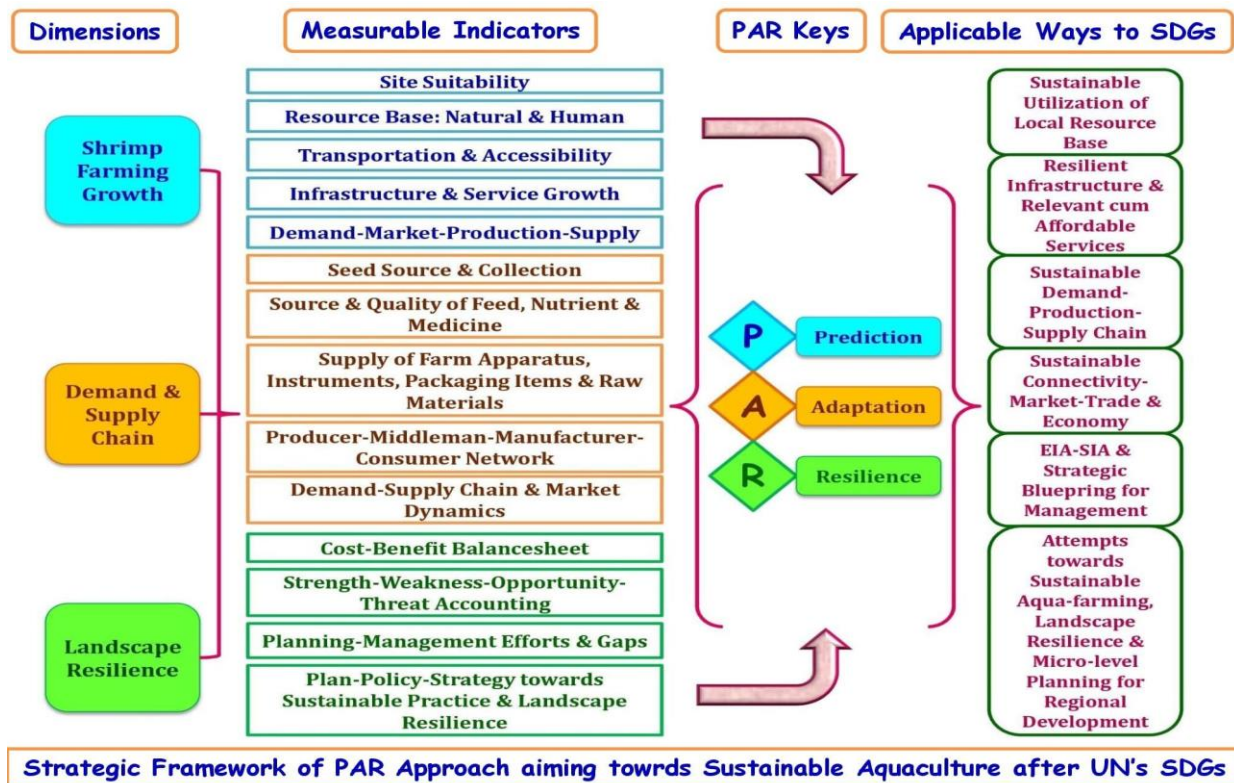 Dimensions
Measurable Indicators
PAR Keys
Applicable Ways to SDGs
Shrimp
Farming
Growth
Demand &
Supply
Chain
Landscape
Resilience
Site Suitability
Resource Base: Natural & Human
Transportation & Accessibility
Infrastructure & Service Growth
Demand-Market-Production-Supply
Seed Source & Collection
Source & Quality of Feed, Nutrient &
Medicine
Supply of Farm Apparatus,
Instruments, Packaging Items & Raw
Materials
Producer-Middleman-Manufacturer-
Consumer Network
Demand-Supply Chain & Market
Dynamics
Cost-Benefit Balancesheet
Strength-Weakness-Opportunity-
Threat Accounting
Planning-Management Efforts & Gaps
Plan-Policy-Strategy towards
Sustainable Practice & Landscape
Resilience
P Prediction
A Adaptation
R Resilience
Sustainable
Utilization of
Local Resource
Base
Resilient
Infrastructure &
Relevant cum
Affordable
Services
Sustainable
Demand-
Production-
Supply Chain
Sustainable
Connectivity-
Market-Trade &
Economy
EIA-SIA &
Strategic
Bluepring for
Management
Attempts
towards
Sustainable
Aqua-farming,
Landscape
Resilience &
Micro-level
Planning for
Regional
Development
Strategic Framework of PAR Approach aiming towrds Sustainable Aquaculture after UN's SDGs